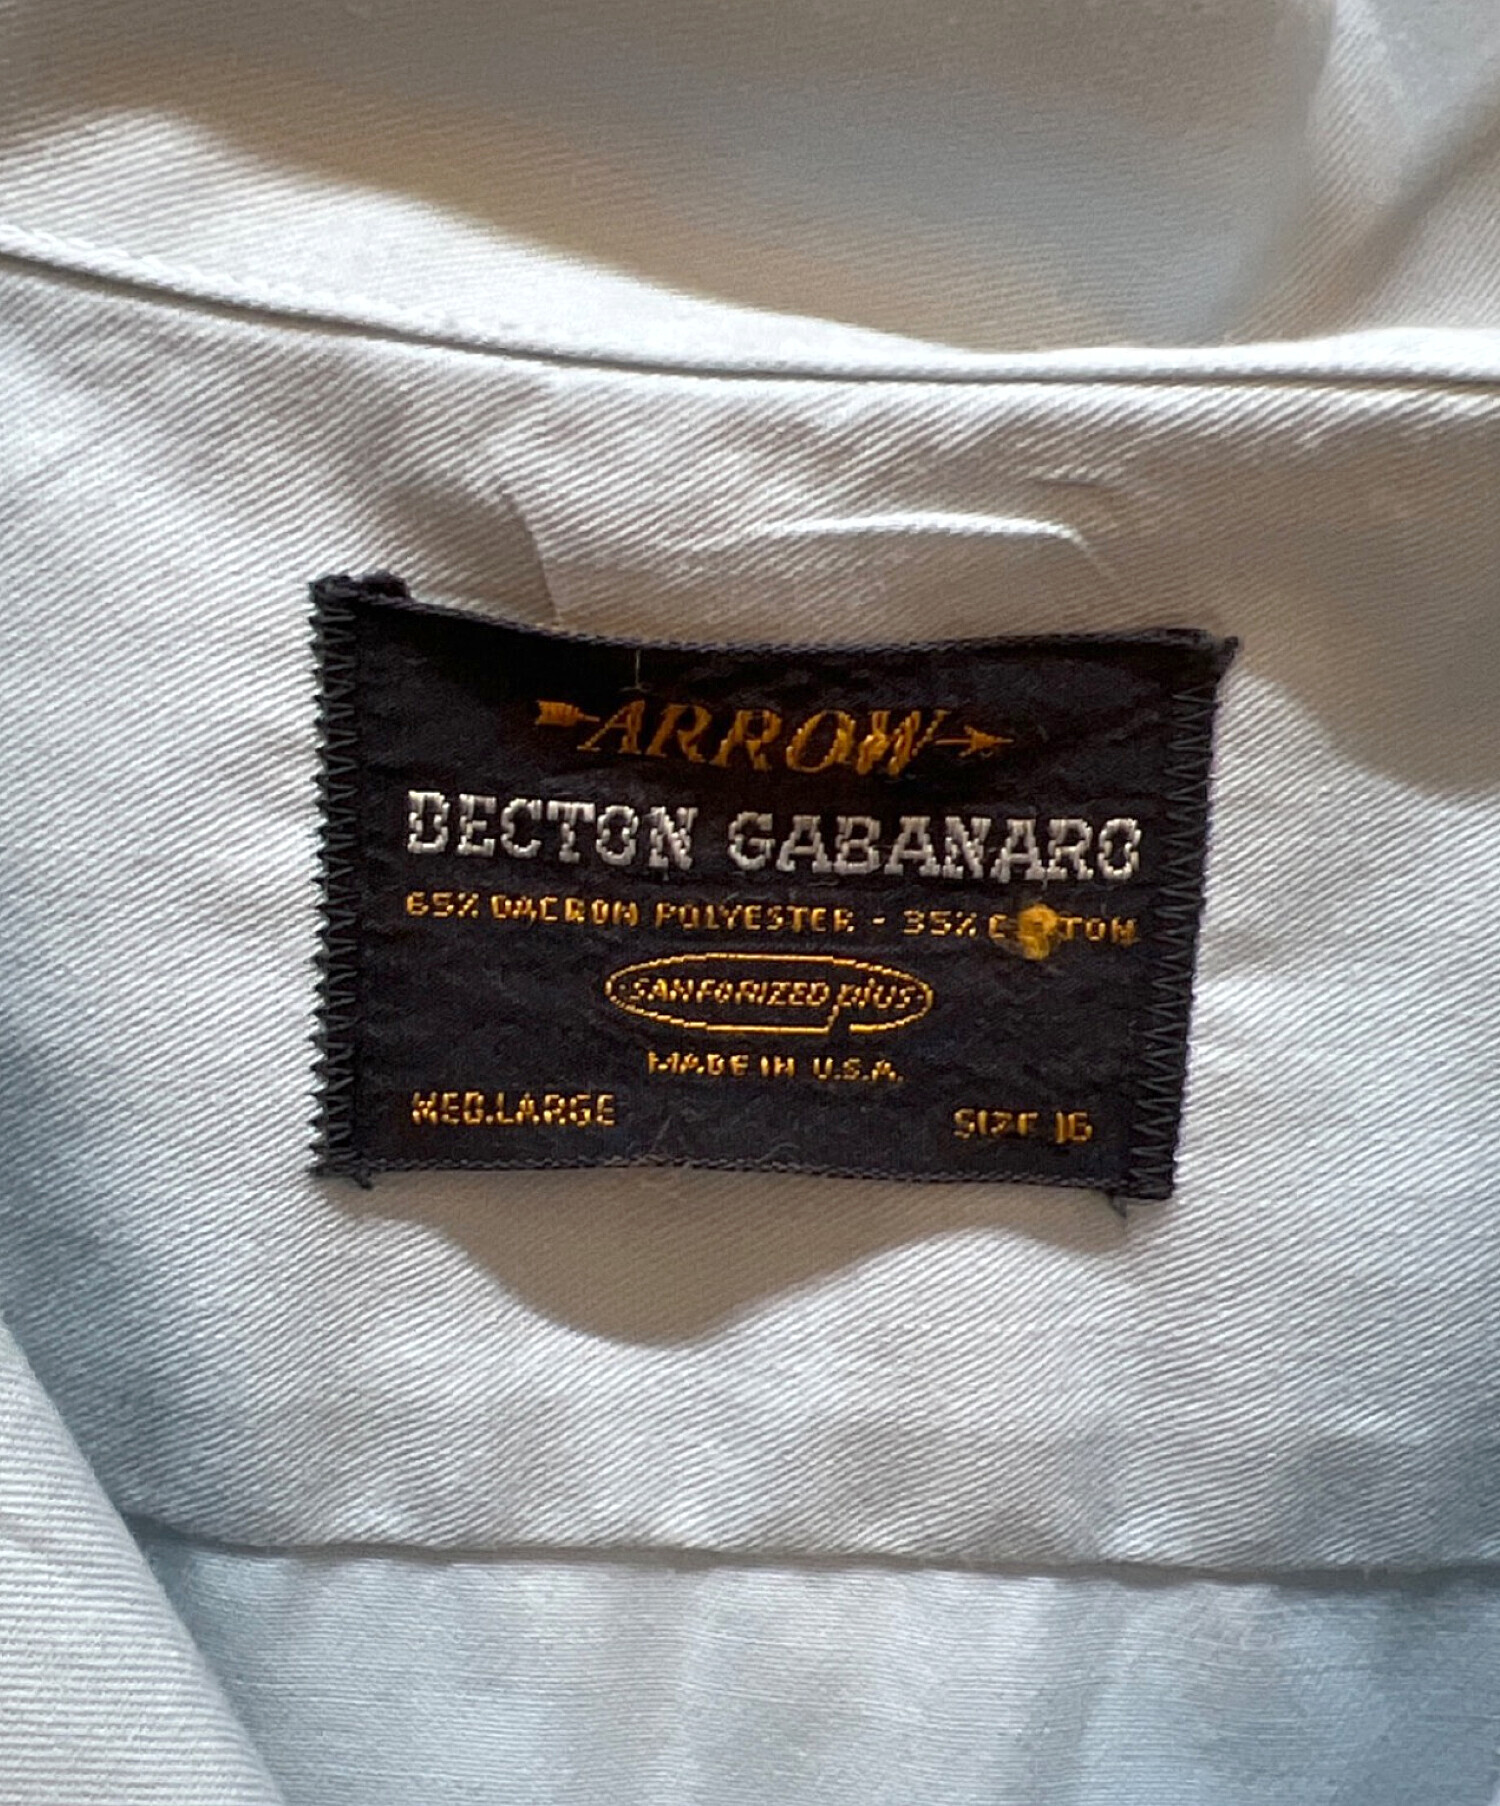 ARROW
DECTON GABANARO
65% DACRON POLYESTER - 35% COTTON
SANFORIZED plus
MADE IN U.S.A.
MED.LARGE SIZE 16